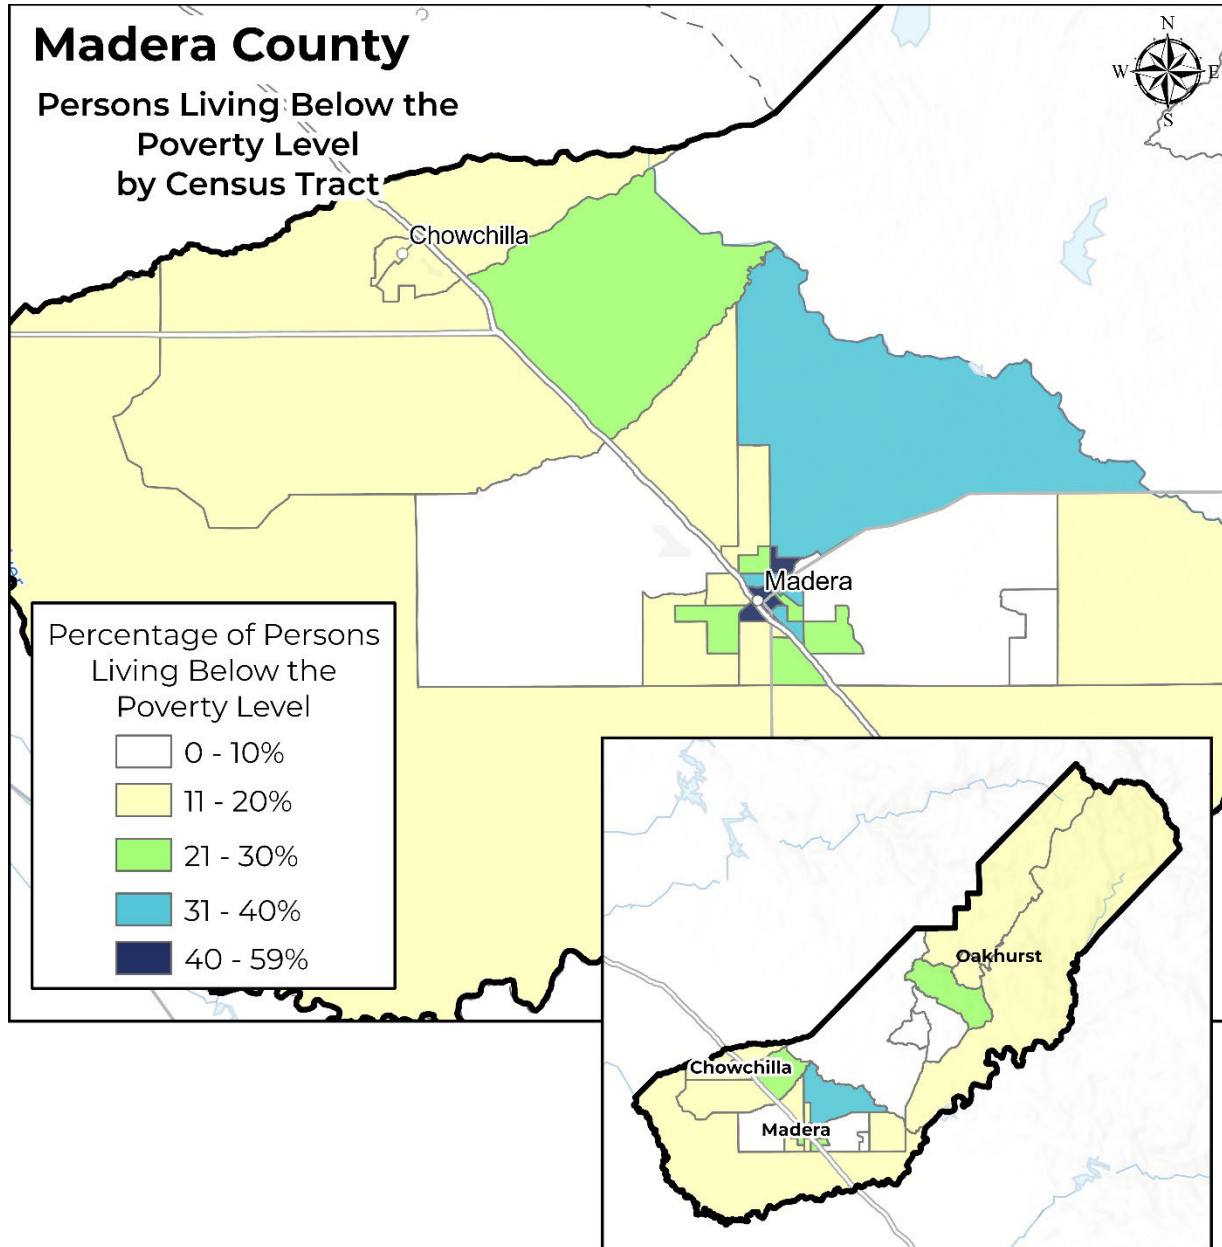 Madera County
Persons Living Below the
Poverty Level
by Census Tract
N
W E
S
Chowchilla
Madera
Percentage of Persons
Living Below the
Poverty Level
0 - 10%
11 - 20%
21 - 30%
31 - 40%
40 - 59%
Oakhurst
Chowchilla
Madera